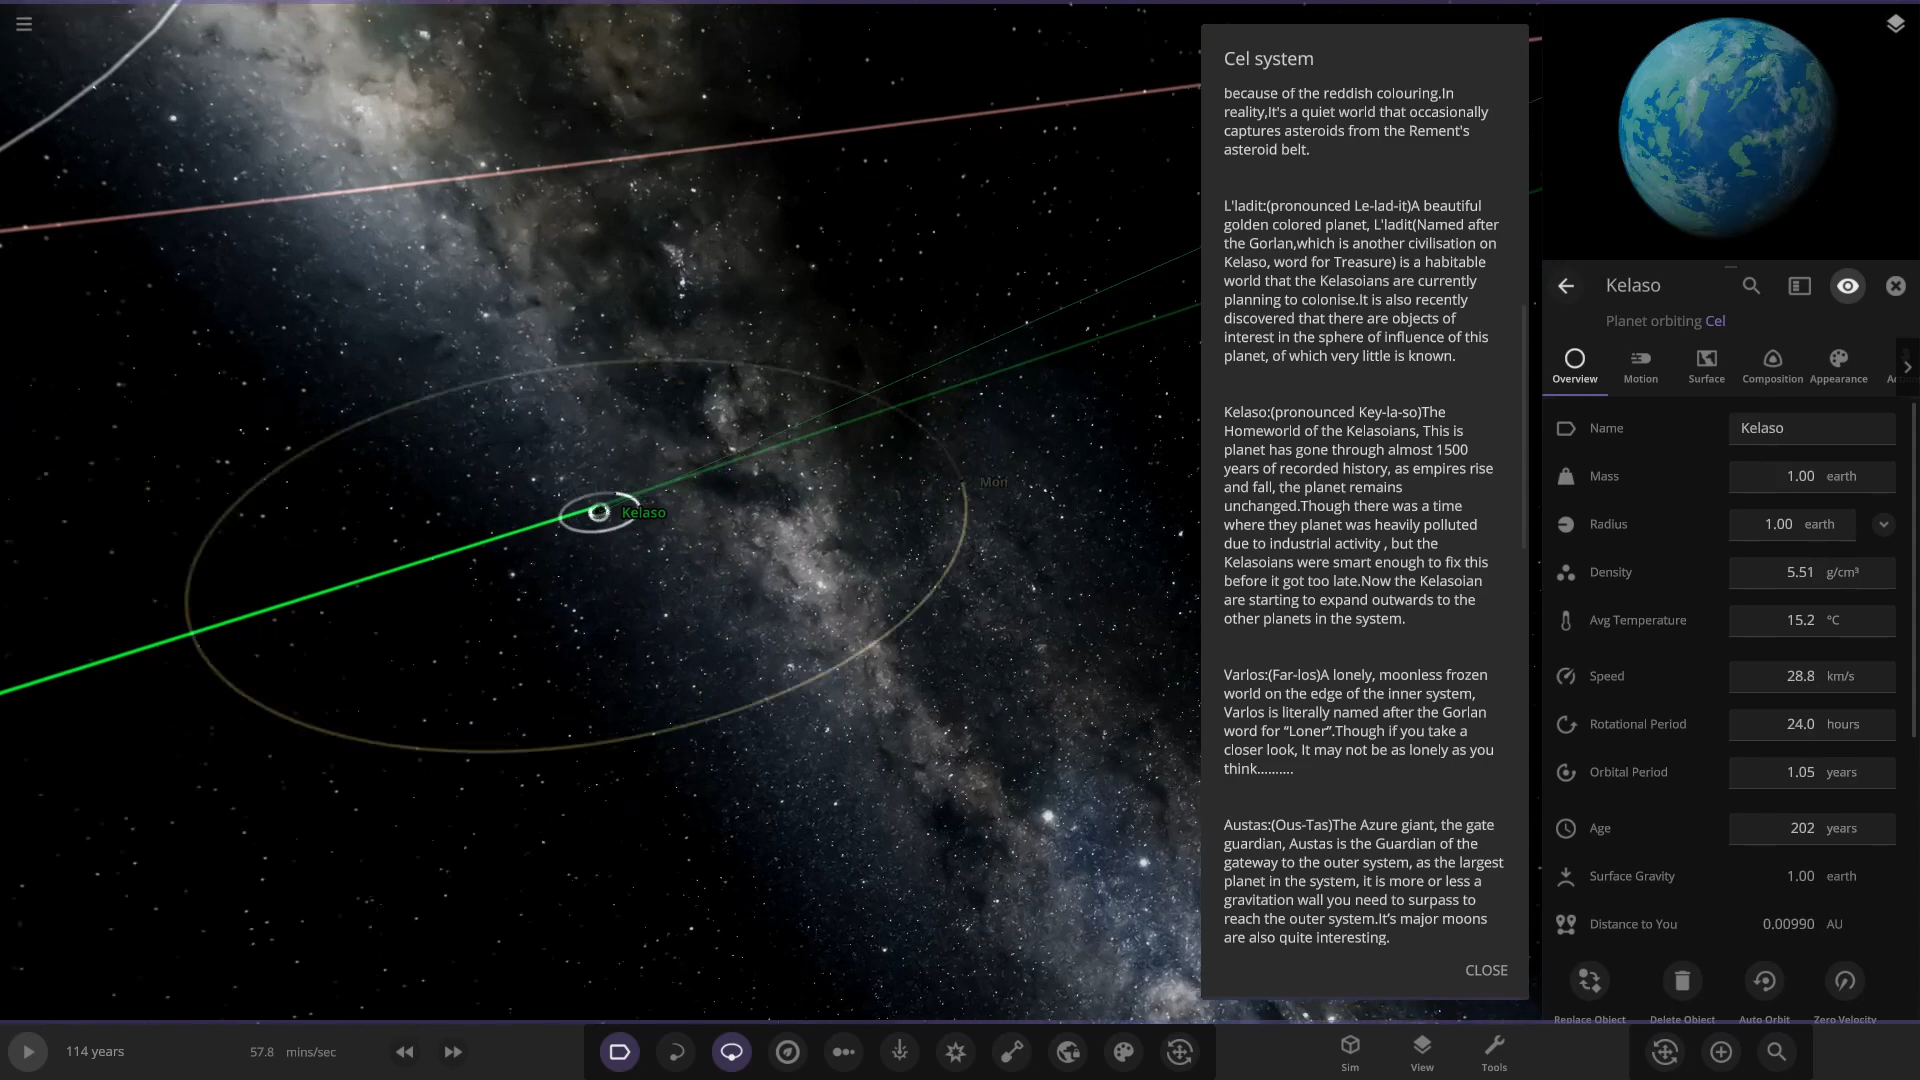 Cel system
because of the reddish colouring.In
reality,It's a quiet world that occasionally
captures asteroids from the Rement's
asteroid belt.
L'ladit:(pronounced Le-lad-it)A beautiful
golden colored planet, L'ladit(Named after
the Gorlan,which is another civilisation on
Kelaso, word for Treasure) is a habitable
world that the Kelasoians are currently
planning to colonise.It is also recently
discovered that there are objects of
interest in the sphere of influence of this
planet, of which very little is known.
Kelaso:(pronounced Key-la-so)The
Homeworld of the Kelasoians, This is
planet has gone through almost 1500
years of recorded history, as empires rise
and fall, the planet remains
unchanged.Though there was a time
where they planet was heavily polluted
due to industrial activity , but the
Kelasoians were smart enough to fix this
before it got too late.Now the Kelasoian
are starting to expand outwards to the
other planets in the system.
Varlos:(Far-los)A lonely, moonless frozen
world on the edge of the inner system,
Varlos is literally named after the Gorlan
word for “Loner”.Though if you take a
closer look, It may not be as lonely as you
think..........
Austas:(Ous-Tas)The Azure giant, the gate
guardian, Austas is the Guardian of the
gateway to the outer system, as the largest
planet in the system, it is more or less a
gravitation wall you need to surpass to
reach the outer system.It’s major moons
are also quite interesting.
CLOSE
Mon
Kelaso
Kelaso
Planet orbiting Cel
Overview Motion Surface Composition Appearance
Name Kelaso
Mass 1.00 earth
Radius 1.00 earth
Density 5.51 g/cm³
Avg Temperature 15.2 °C
Speed 28.8 km/s
Rotational Period 24.0 hours
Orbital Period 1.05 years
Age 202 years
Surface Gravity 1.00 earth
Distance to You 0.00990 AU
Replace Object Delete Object Auto Orbit Zero Velocity
114 years 57.8 mins/sec
Sim View Tools